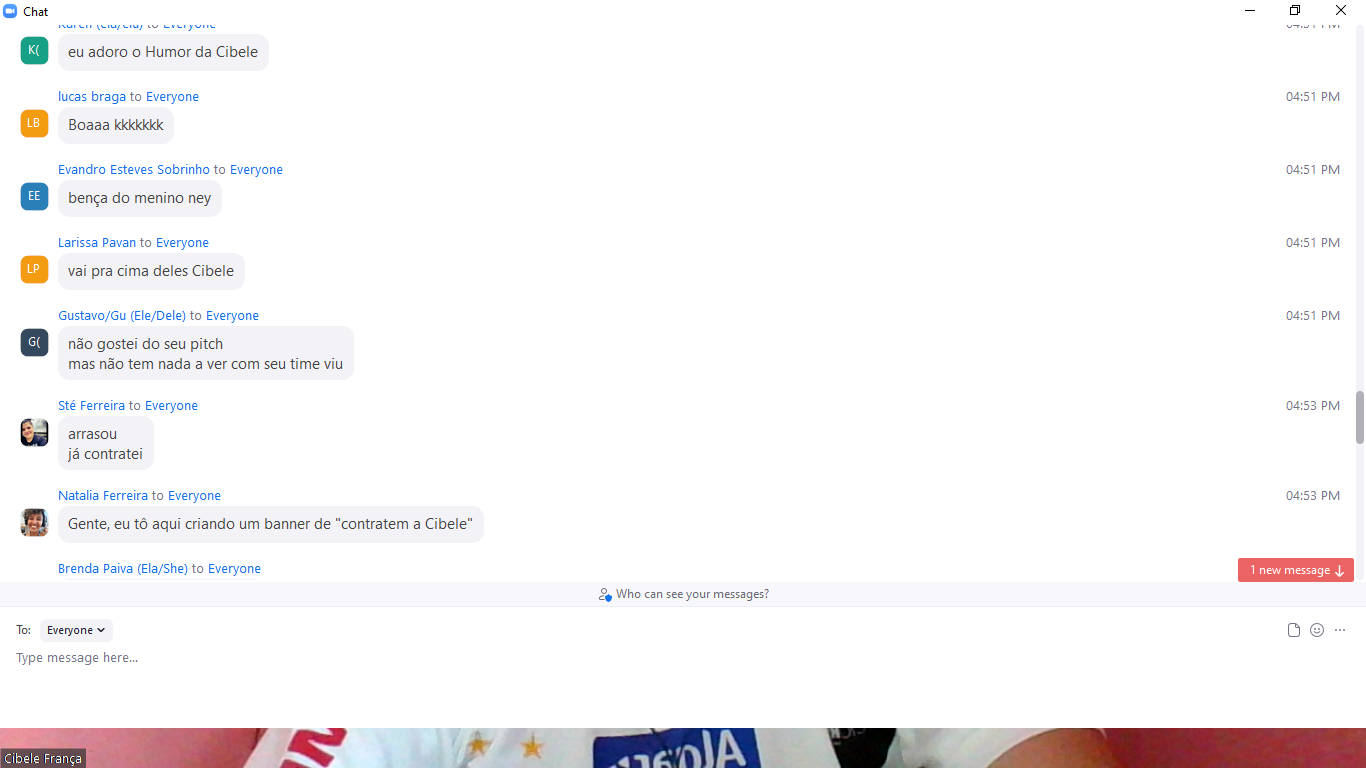 Chat
Karen (ela/ela) to Everyone
04:51 PM
K(
eu adoro o Humor da Cibele
lucas braga to Everyone
04:51 PM
LB
Boaaa kkkkkkk
Evandro Esteves Sobrinho to Everyone
04:51 PM
EE
bença do menino ney
Larissa Pavan to Everyone
04:51 PM
LP
vai pra cima deles Cibele
Gustavo/Gu (Ele/Dele) to Everyone
04:51 PM
G(
não gostei do seu pitch
mas não tem nada a ver com seu time viu
Sté Ferreira to Everyone
04:53 PM
arrasou
já contratei
Natalia Ferreira to Everyone
04:53 PM
Gente, eu tô aqui criando um banner de "contratem a Cibele"
Brenda Paiva (Ela/She) to Everyone
1 new message
Who can see your messages?
To: Everyone
Type message here...
Cibele França